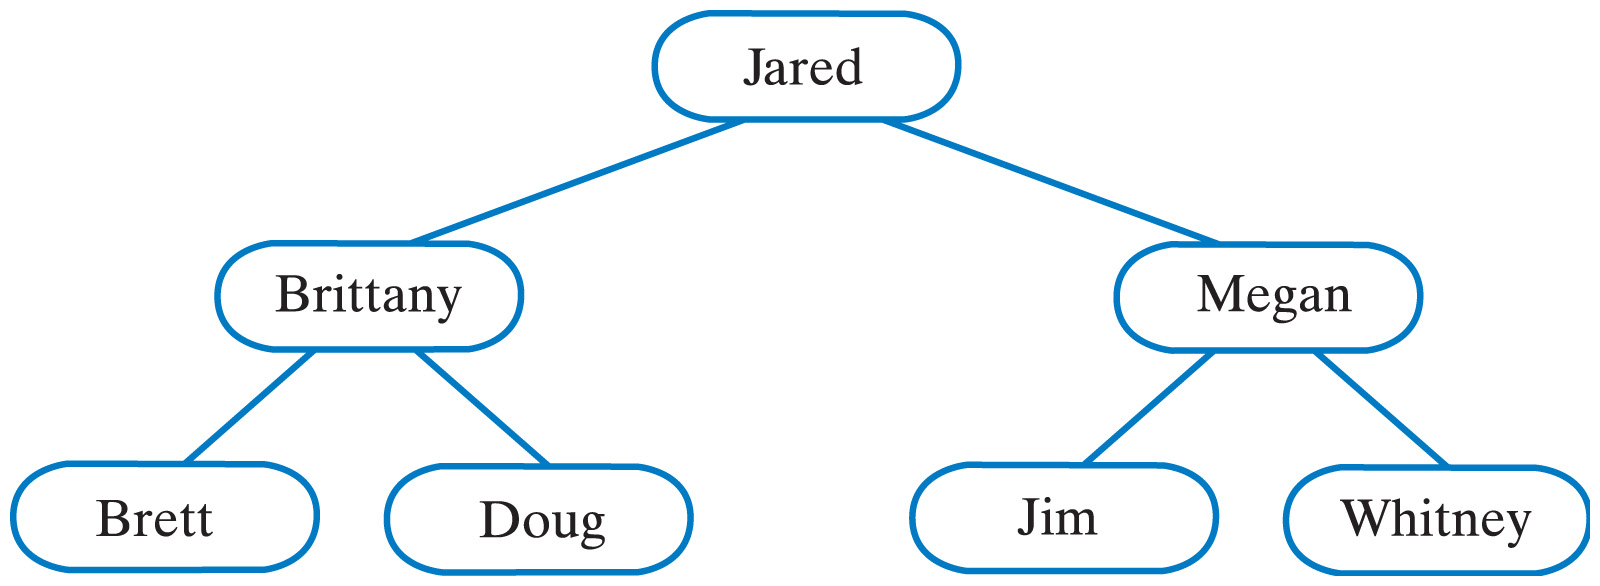 Jared
Brittany
Megan
Brett
Doug
Jim
Whitney